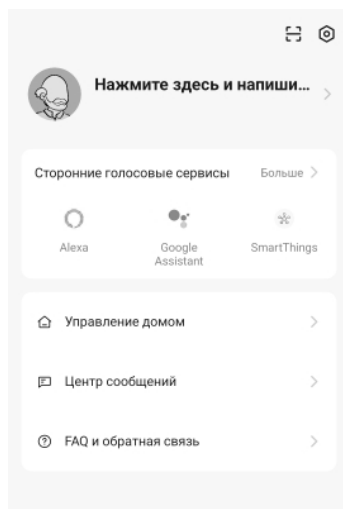 Нажмите здесь и напиши...
Сторонние голосовые сервисы Больше
Alexa Google SmartThings
Assistant
Управление домом
Центр сообщений
FAQ и обратная связь